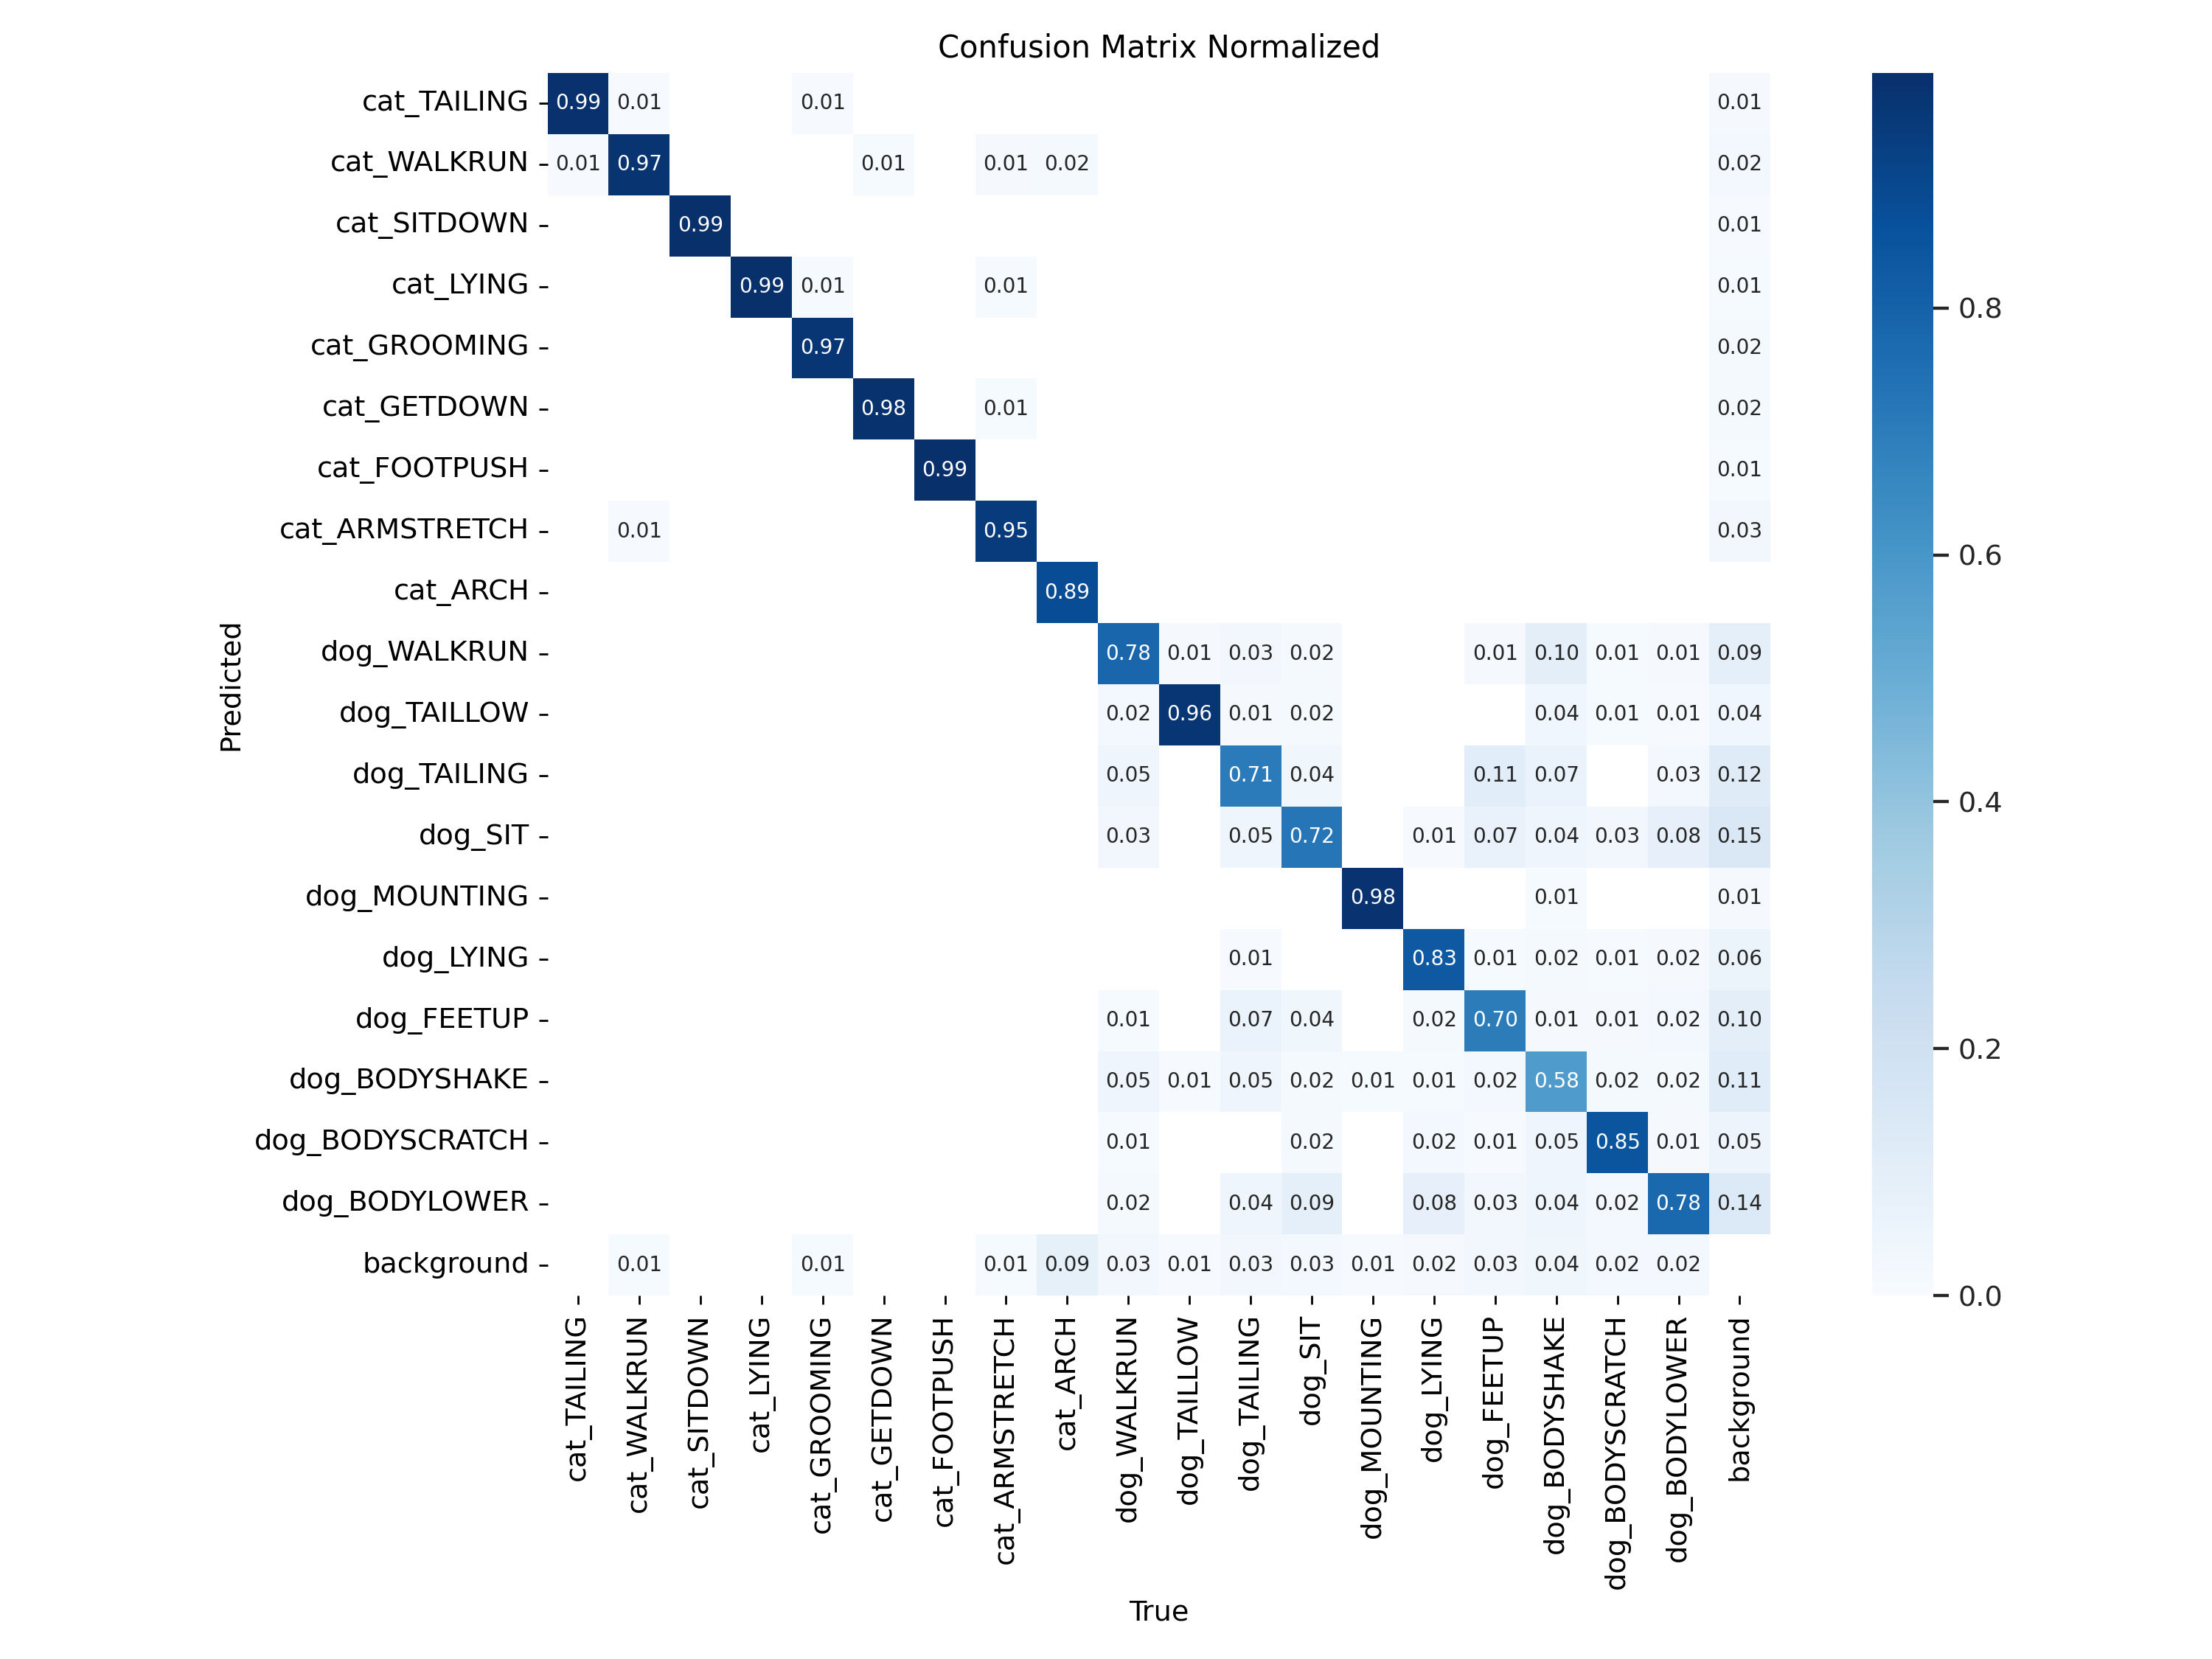 Confusion Matrix Normalized
cat_TAILING 0.99 0.01 0.01 0.01
cat_WALKRUN 0.01 0.97 0.01 0.01 0.02 0.02
cat_SITDOWN 0.99 0.01
cat_LYING 0.99 0.01 0.01 0.01
cat_GROOMING 0.97 0.02
cat_GETDOWN 0.98 0.01 0.02
cat_FOOTPUSH 0.99 0.01
cat_ARMSTRETCH 0.01 0.95 0.03
cat_ARCH 0.89
dog_WALKRUN 0.78 0.01 0.03 0.02 0.01 0.10 0.01 0.01 0.09
dog_TAILLOW 0.02 0.96 0.01 0.02 0.04 0.01 0.01 0.04
dog_TAILING 0.05 0.71 0.04 0.11 0.07 0.03 0.12
dog_SIT 0.03 0.05 0.72 0.01 0.07 0.04 0.03 0.08 0.15
dog_MOUNTING 0.98 0.01 0.01
dog_LYING 0.01 0.83 0.01 0.02 0.01 0.02 0.06
dog_FEETUP 0.01 0.07 0.04 0.02 0.70 0.01 0.01 0.02 0.10
dog_BODYSHAKE 0.05 0.01 0.05 0.02 0.01 0.01 0.02 0.58 0.02 0.02 0.11
dog_BODYSCRATCH 0.01 0.02 0.02 0.01 0.05 0.85 0.01 0.05
dog_BODYLOWER 0.02 0.04 0.09 0.08 0.03 0.04 0.02 0.78 0.14
background 0.01 0.01 0.01 0.09 0.03 0.01 0.03 0.03 0.01 0.02 0.03 0.04 0.02 0.02
Predicted
cat_TAILING
cat_WALKRUN
cat_SITDOWN
cat_LYING
cat_GROOMING
cat_GETDOWN
cat_FOOTPUSH
cat_ARMSTRETCH
cat_ARCH
dog_WALKRUN
dog_TAILLOW
dog_TAILING
dog_SIT
dog_MOUNTING
dog_LYING
dog_FEETUP
dog_BODYSHAKE
dog_BODYSCRATCH
dog_BODYLOWER
background
True
0.8
0.6
0.4
0.2
0.0